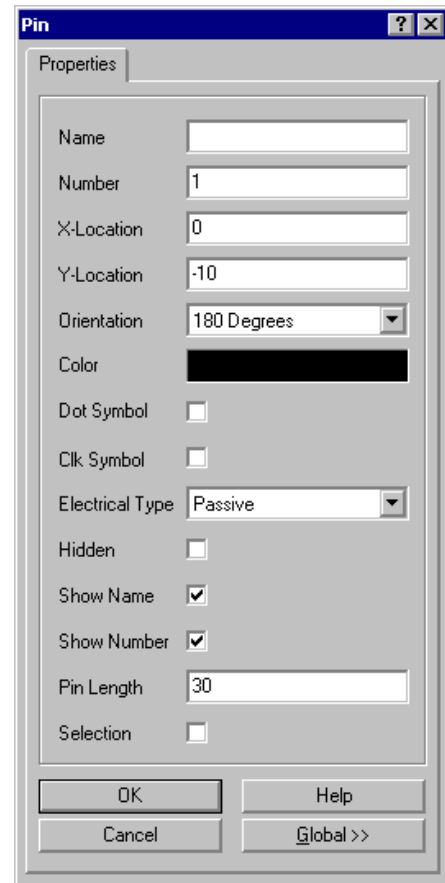 Pin
Properties
Name
Number 1
X-Location 0
Y-Location -10
Orientation 180 Degrees
Color
Dot Symbol
Clk Symbol
Electrical Type Passive
Hidden
Show Name
Show Number
Pin Length 30
Selection
OK Help
Cancel Global >>